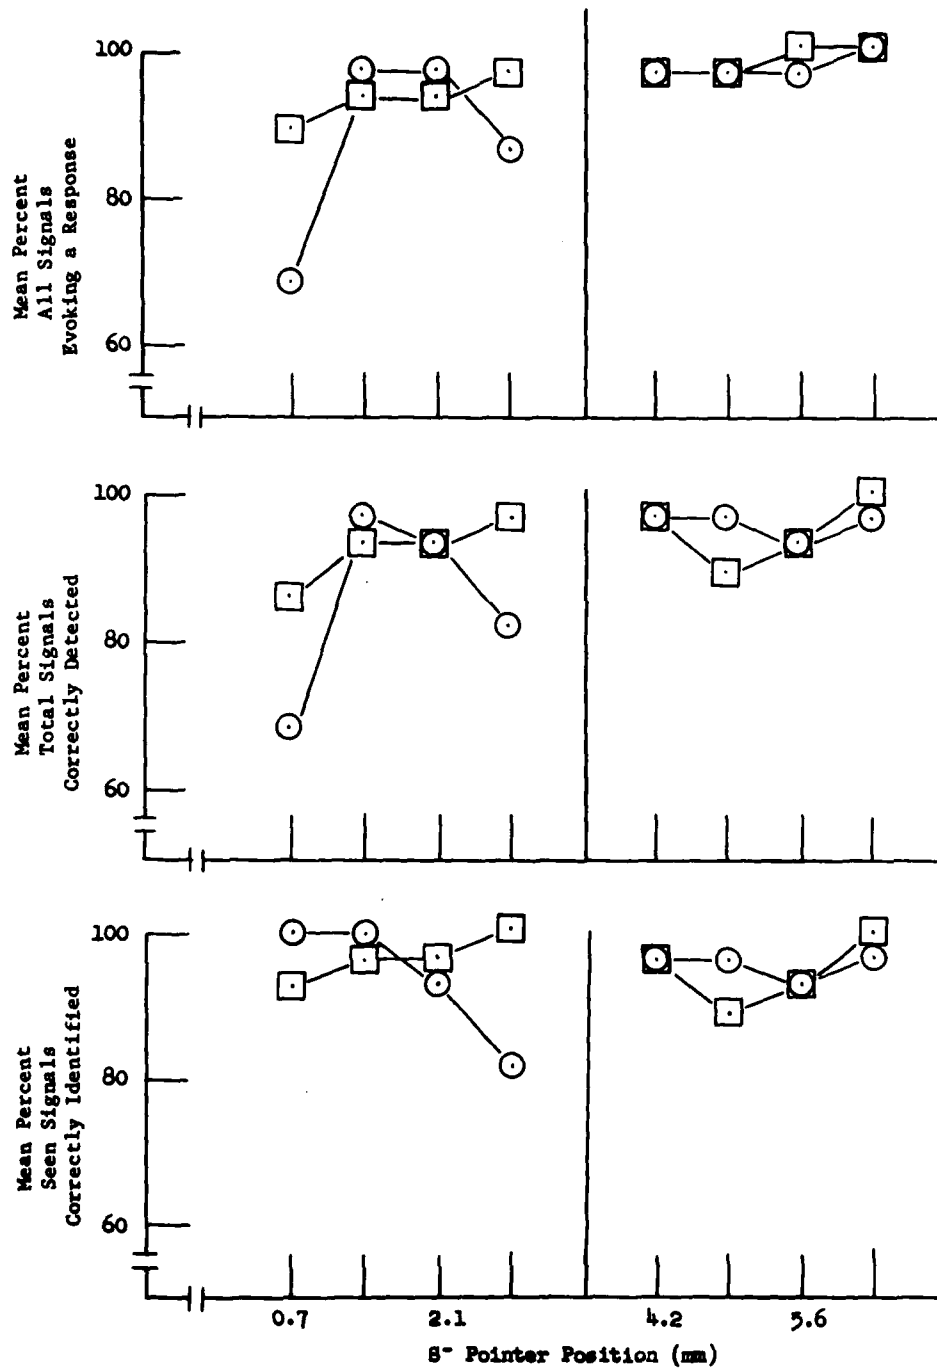 100
80
60
Mean Percent
All Signals
Evoking a Response
100
80
60
Mean Percent
Total Signals
Correctly Detected
100
80
60
Mean Percent
Seen Signals
Correctly Identified
0.7 2.1 4.2 5.6
S- Pointer Position (mm)